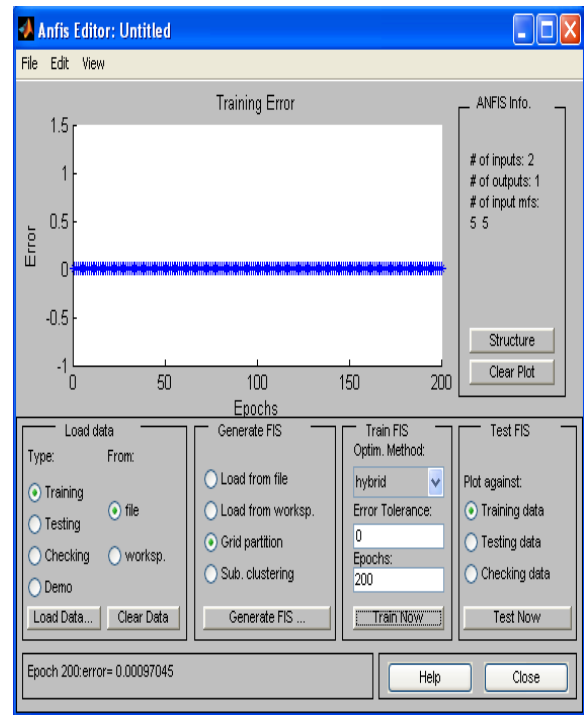 Anfis Editor: Untitled
File Edit View
Training Error
1.5
1
0.5
0
-0.5
-1
Error
0 50 100 150 200
Epochs
ANFIS Info.
# of inputs: 2
# of outputs: 1
# of input mfs:
5 5
Structure
Clear Plot
Load data
Type: From:
Training
Testing
Checking
Demo
file
worksp.
Load Data... Clear Data
Generate FIS
Load from file
Load from worksp.
Grid partition
Sub. clustering
Generate FIS ...
Train FIS
Optim. Method:
hybrid
Error Tolerance:
0
Epochs:
200
Train Now
Test FIS
Plot against:
Training data
Testing data
Checking data
Test Now
Epoch 200:error= 0.00097045
Help Close